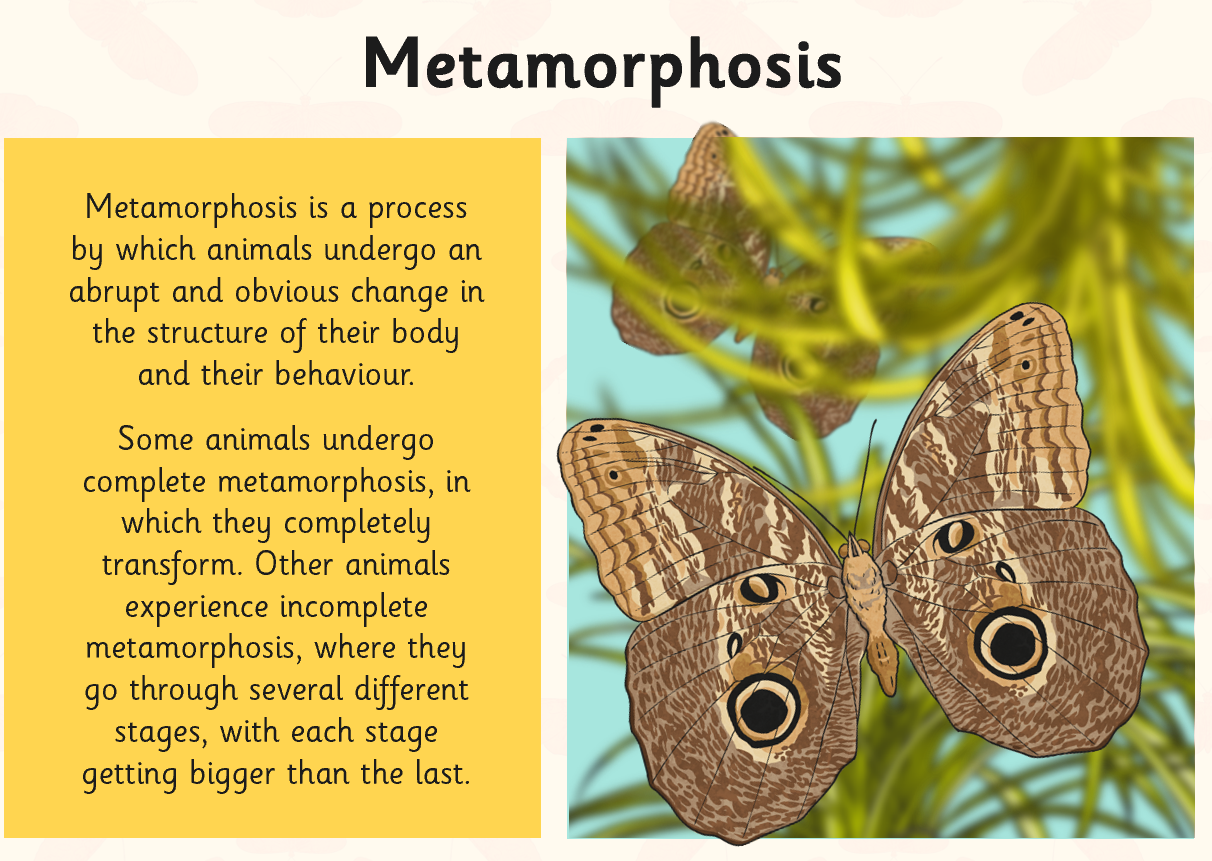 Metamorphosis
Metamorphosis is a process
by which animals undergo an
abrupt and obvious change in
the structure of their body
and their behaviour.
Some animals undergo
complete metamorphosis, in
which they completely
transform. Other animals
experience incomplete
metamorphosis, where they
go through several different
stages, with each stage
getting bigger than the last.